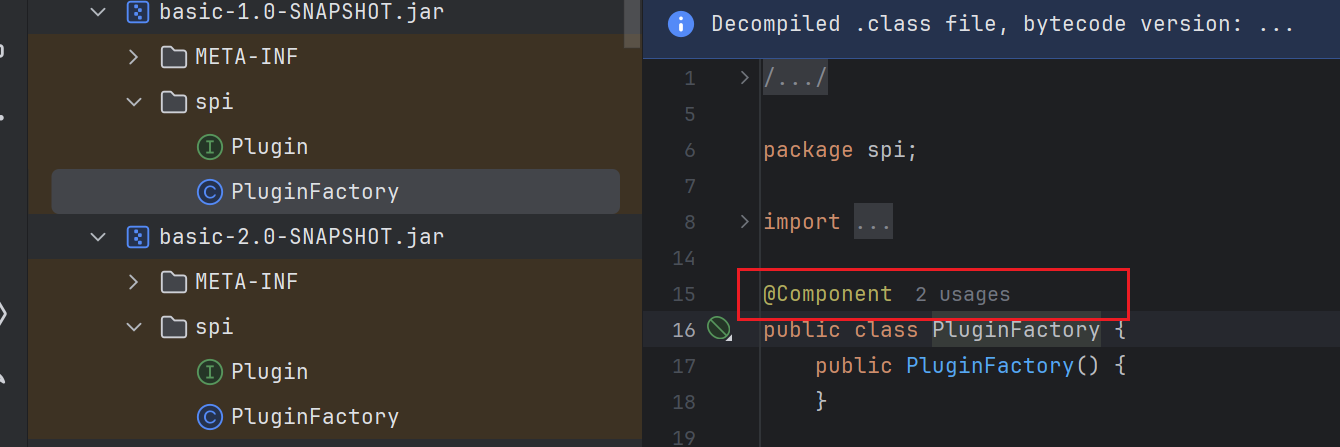 basic-1.0-SNAPSHOT.jar
META-INF
spi
Plugin
PluginFactory
basic-2.0-SNAPSHOT.jar
META-INF
spi
Plugin
PluginFactory
Decompiled .class file, bytecode version: ...
1 /.../
5
6 package spi;
7
8 import ...
14
15 @Component 2 usages
16 public class PluginFactory {
17 public PluginFactory() {
18 }
19